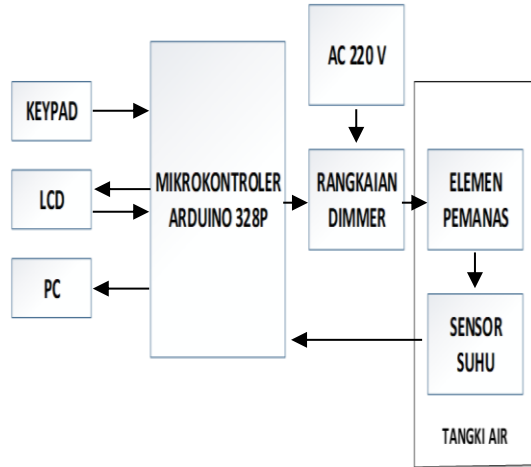 KEYPAD
LCD
PC
MIKROKONTROLER
ARDUINO 328P
AC 220 V
RANGKAIAN
DIMMER
ELEMEN
PEMANAS
SENSOR
SUHU
TANGKI AIR